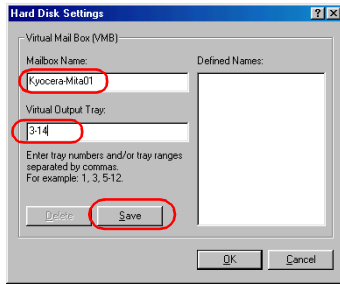 Hard Disk Settings
Virtual Mail Box (VMB)
Mailbox Name:
Defined Names:
Kyocera-Mita01
Virtual Output Tray:
3-14
Enter tray numbers and/or tray ranges
separated by commas.
For example: 1, 3, 5-12.
Delete
Save
OK
Cancel